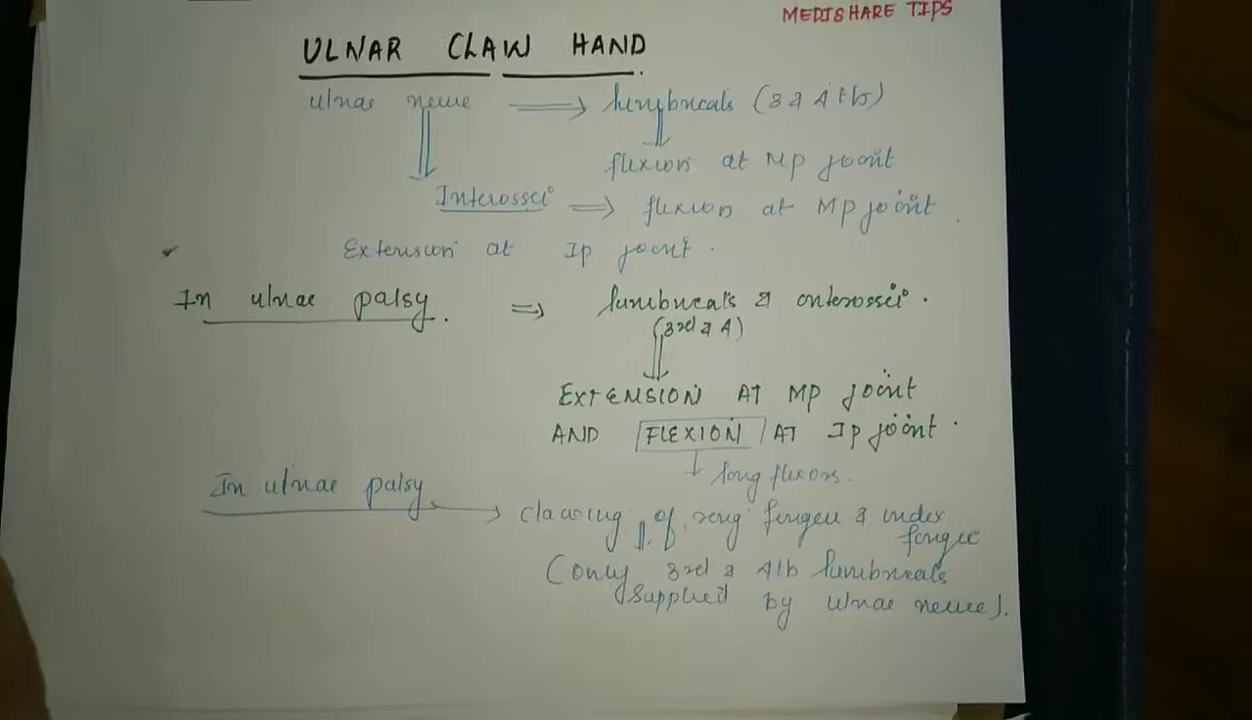 MEDISHARE TIPS
ULNAR CLAW HAND.
ulnar nerve ⟹ lumbricals (3 & 4th)
flexion at MP joint
Interossei ⟹ flexion at MP joint.
Extension at Ip joint.
In ulnar palsy. ⟹ lumbricals & interossei.
(3rd & 4)
EXTENSION AT MP joint
AND FLEXION AT Ip joint.
↓ long flexors.
In ulnar palsy → clawing of ring finger & index
finger
(only 3rd & 4th lumbricals
supplied by ulnar nerve).